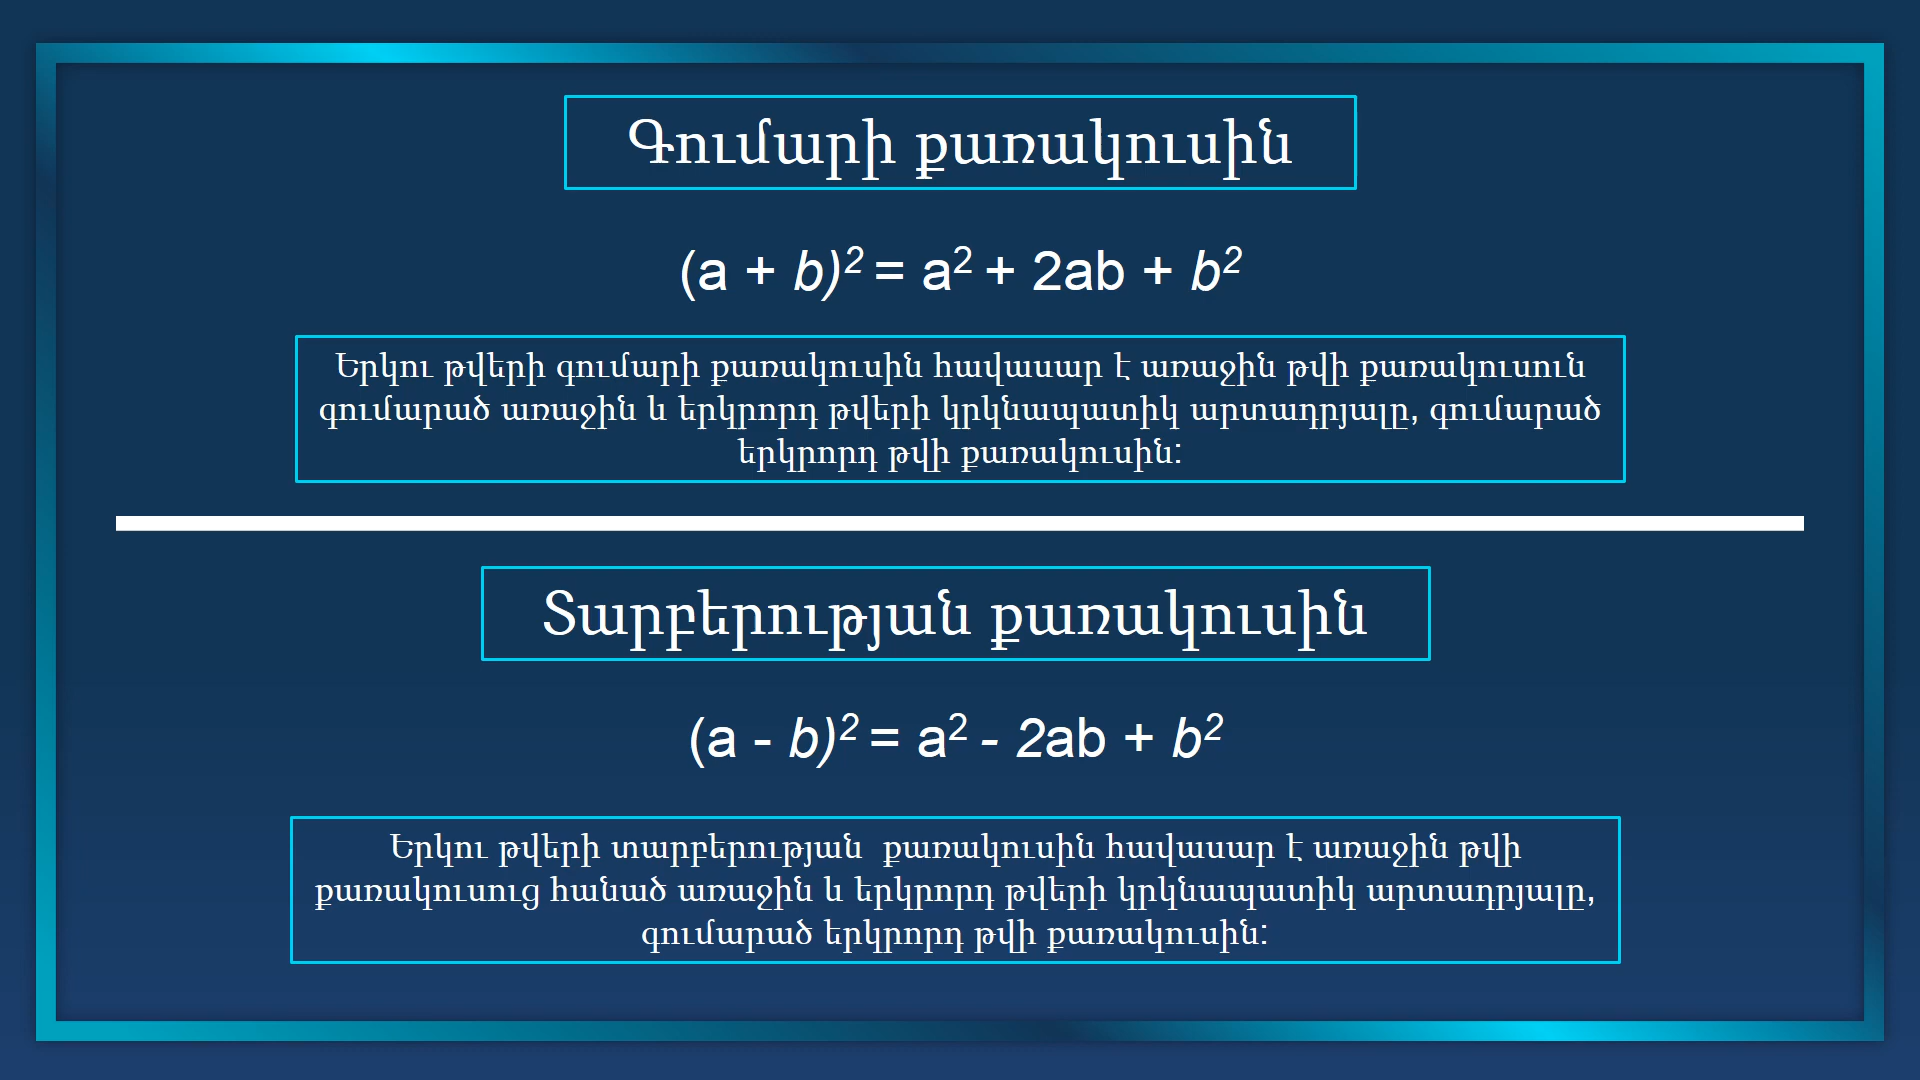 Գումարի քառակուսին
(a + b)² = a² + 2ab + b²
Երկու թվերի գումարի քառակուսին հավասար է առաջին թվի քառակուսուն
գումարած առաջին և երկրորդ թվերի կրկնապատիկ արտադրյալը, գումարած
երկրորդ թվի քառակուսին:
Տարբերության քառակուսին
(a - b)² = a² - 2ab + b²
Երկու թվերի տարբերության քառակուսին հավասար է առաջին թվի
քառակուսուց հանած առաջին և երկրորդ թվերի կրկնապատիկ արտադրյալը,
գումարած երկրորդ թվի քառակուսին: